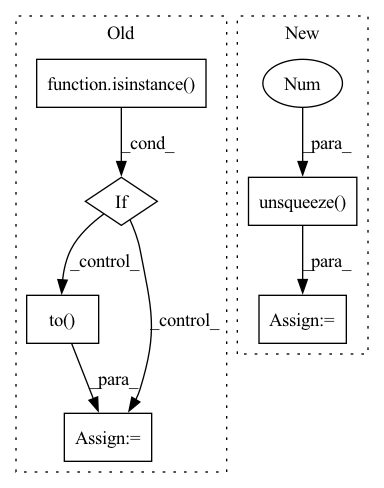 Old
New
function.isinstance()
Num
_cond_
_para_
If
unsqueeze()
_control_
_para_
to()
_control_
Assign:=
_para_
Assign:=